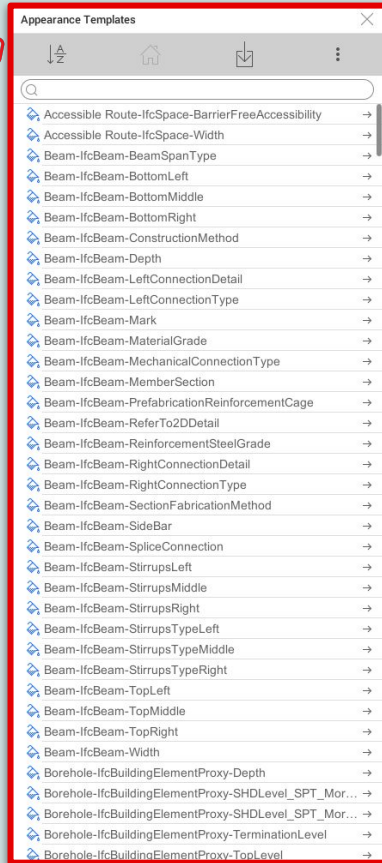 Appearance Templates
A
Z
Accessible Route-IfcSpace-BarrierFreeAccessibility
Accessible Route-IfcSpace-Width
Beam-IfcBeam-BeamSpanType
Beam-IfcBeam-BottomLeft
Beam-IfcBeam-BottomMiddle
Beam-IfcBeam-BottomRight
Beam-IfcBeam-ConstructionMethod
Beam-IfcBeam-Depth
Beam-IfcBeam-LeftConnectionDetail
Beam-IfcBeam-LeftConnectionType
Beam-IfcBeam-Mark
Beam-IfcBeam-MaterialGrade
Beam-IfcBeam-MechanicalConnectionType
Beam-IfcBeam-MemberSection
Beam-IfcBeam-PrefabricationReinforcementCage
Beam-IfcBeam-ReferTo2DDetail
Beam-IfcBeam-ReinforcementSteelGrade
Beam-IfcBeam-RightConnectionDetail
Beam-IfcBeam-RightConnectionType
Beam-IfcBeam-SectionFabricationMethod
Beam-IfcBeam-SideBar
Beam-IfcBeam-SpliceConnection
Beam-IfcBeam-StirrupsLeft
Beam-IfcBeam-StirrupsMiddle
Beam-IfcBeam-StirrupsRight
Beam-IfcBeam-StirrupsTypeLeft
Beam-IfcBeam-StirrupsTypeMiddle
Beam-IfcBeam-StirrupsTypeRight
Beam-IfcBeam-TopLeft
Beam-IfcBeam-TopMiddle
Beam-IfcBeam-TopRight
Beam-IfcBeam-Width
Borehole-IfcBuildingElementProxy-Depth
Borehole-IfcBuildingElementProxy-SHDLevel_SPT_Mor...
Borehole-IfcBuildingElementProxy-SHDLevel_SPT_Mor...
Borehole-IfcBuildingElementProxy-TerminationLevel
Borehole-IfcBuildingElementProxy-TopLevel